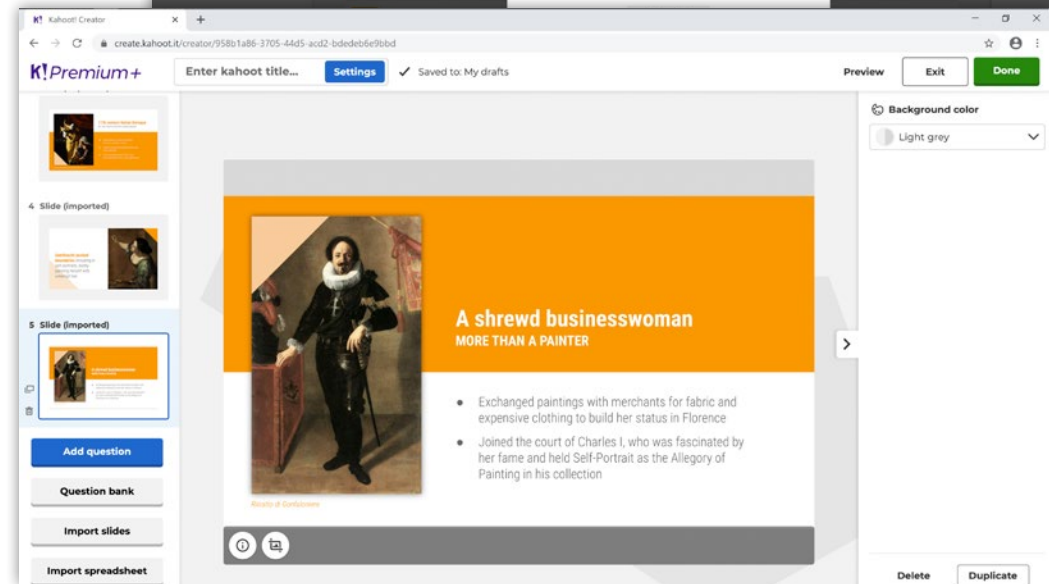 K! Kahoot! Creator
create.kahoot.it/creator/958b1a86-3705-44d5-acd2-bdedeb6e9bbd
K! Premium+
Enter kahoot title...
Settings
Saved to: My drafts
Preview
Exit
Done
4 Slide (imported)
5 Slide (imported)
Add question
Question bank
Import slides
Import spreadsheet
A shrewd businesswoman
MORE THAN A PAINTER
● Exchanged paintings with merchants for fabric and
expensive clothing to build her status in Florence
● Joined the court of Charles I, who was fascinated by
her fame and held Self-Portrait as the Allegory of
Painting in his collection
Ritratto di Gonfaloniere
Background color
Light grey
Delete
Duplicate